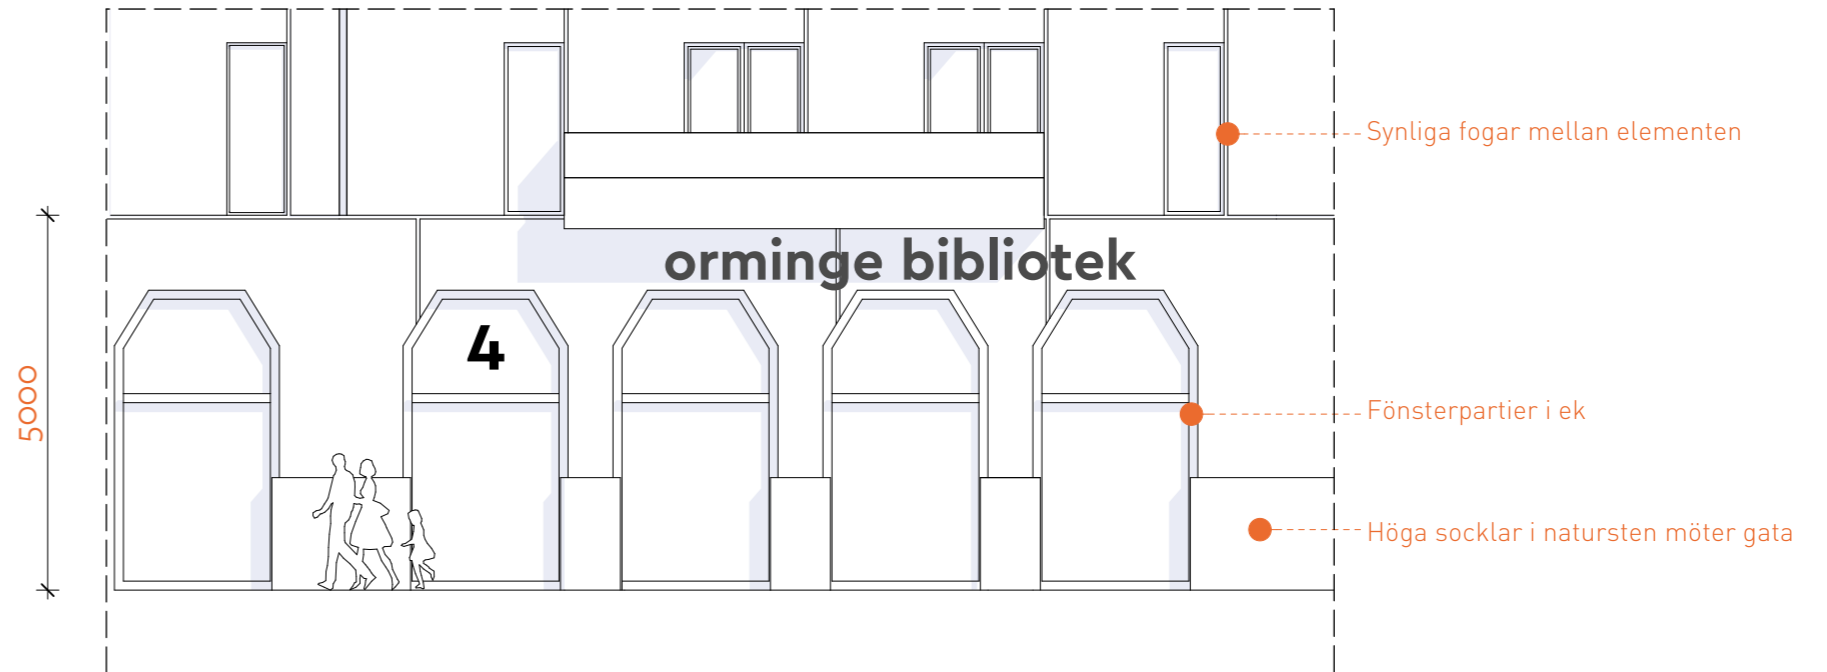 Synliga fogar mellan elementen
orminge bibliotek
4
5000
Fönsterpartier i ek
Höga socklar i natursten möter gata